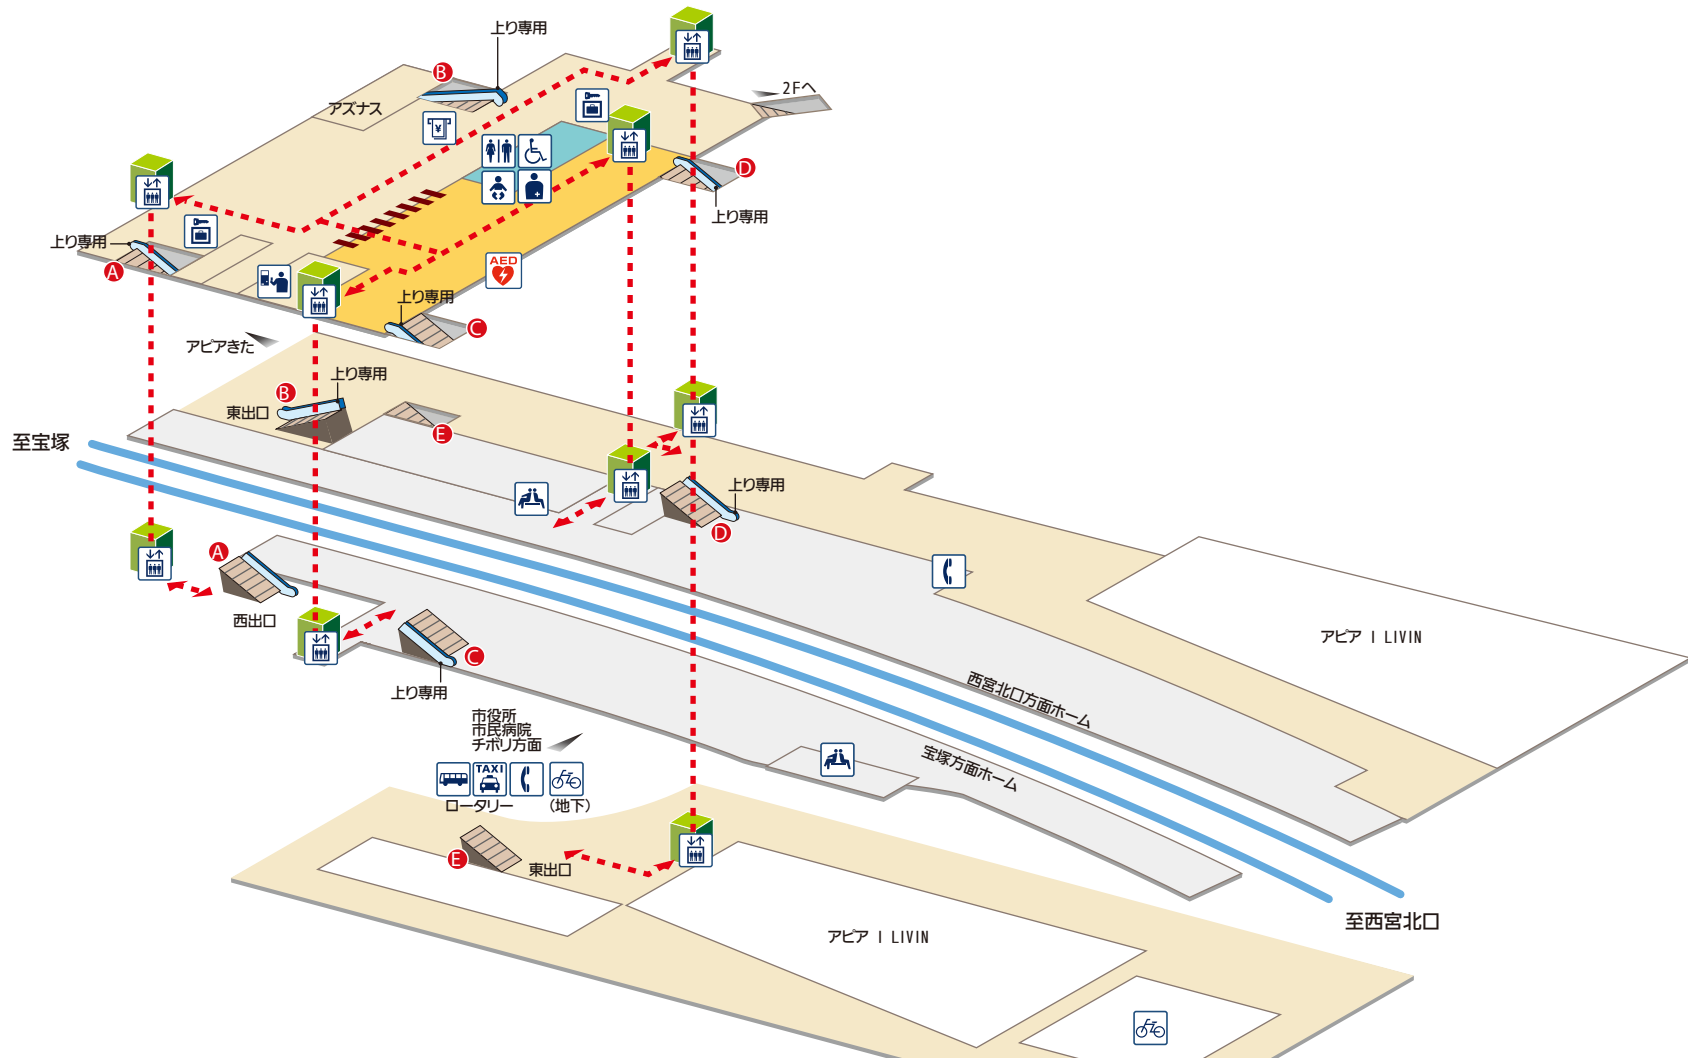 上り専用
B
アズナス
2Fへ
D
上り専用
上り専用
A
AED
上り専用
C
アピアきた
上り専用
B
東出口
E
至宝塚
上り専用
D
A
西出口
C
上り専用
アピア I LIVIN
西宮北口方面ホーム
市役所
市民病院
チボリ方面
宝塚方面ホーム
TAXI
ロータリー
(地下)
E
東出口
至西宮北口
アピア I LIVIN